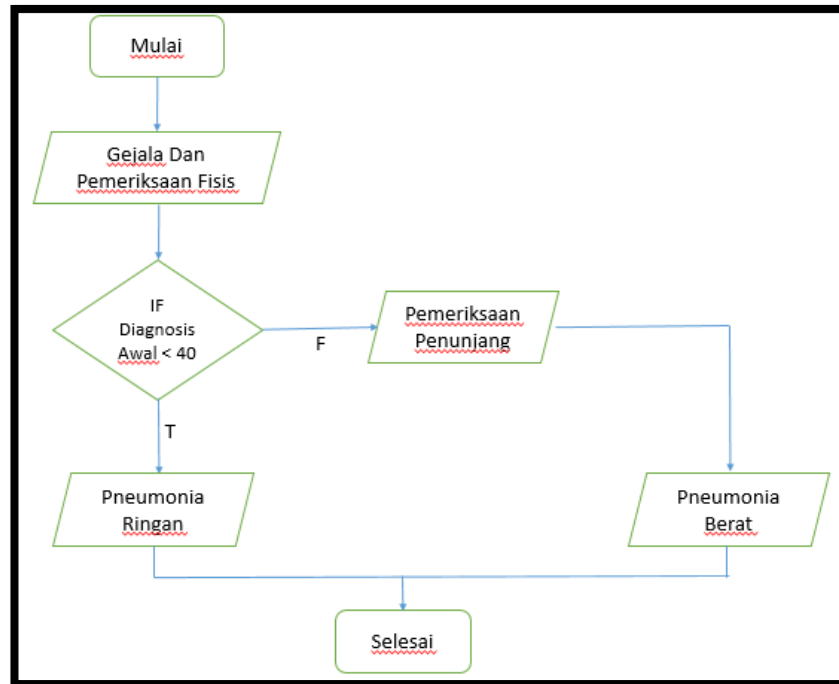 Mulai
Gejala Dan
Pemeriksaan Fisis
IF
Diagnosis
Awal < 40
F
Pemeriksaan
Penunjang
T
Pneumonia
Ringan
Pneumonia
Berat
Selesai